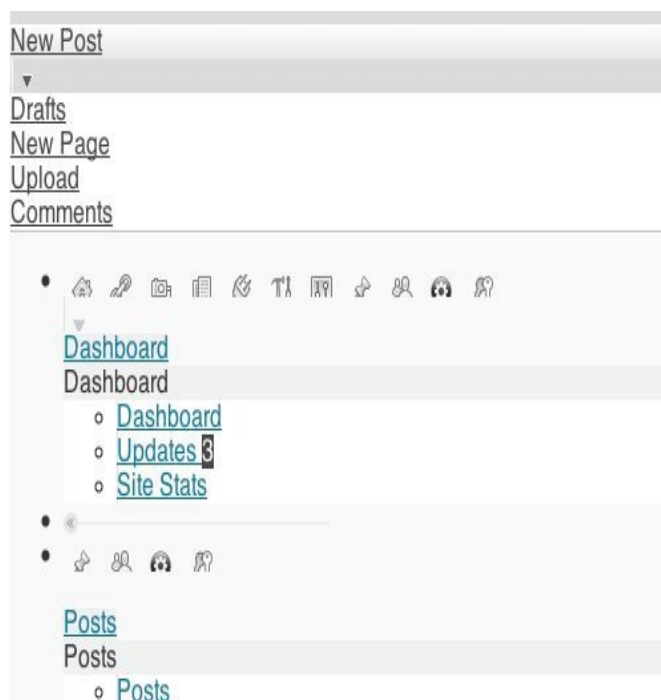 New Post
Drafts
New Page
Upload
Comments
Dashboard
Dashboard
Dashboard
Updates 3
Site Stats
Posts
Posts
Posts